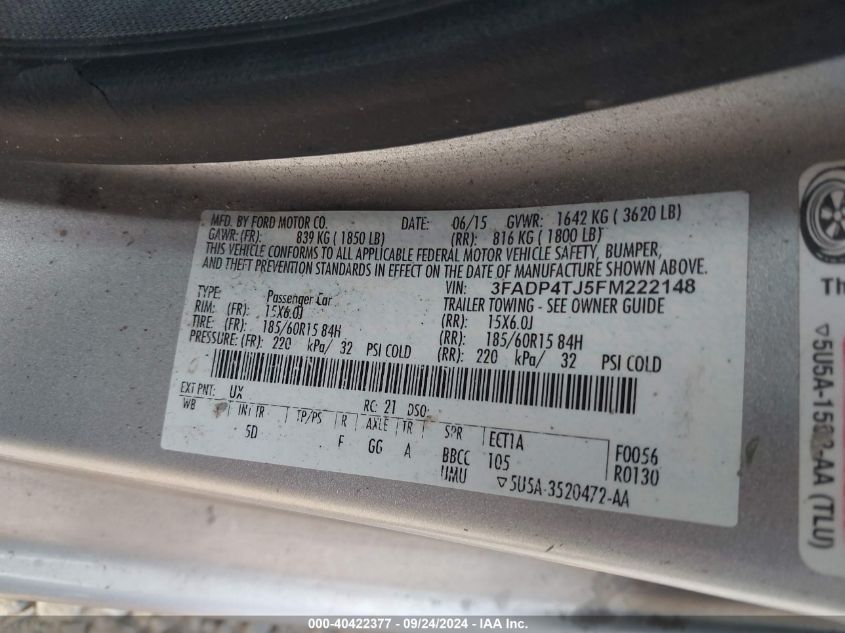 MFD. BY FORD MOTOR CO. DATE: 06/15 GVWR: 1642 KG ( 3620 LB)
GAWR: (FR): 839 KG ( 1850 LB) (RR): 816 KG ( 1800 LB)
THIS VEHICLE CONFORMS TO ALL APPLICABLE FEDERAL MOTOR VEHICLE SAFETY, BUMPER,
AND THEFT PREVENTION STANDARDS IN EFFECT ON THE DATE OF MANUFACTURE SHOWN ABOVE.
VIN: 3FADP4TJ5FM222148
TYPE: Passenger Car TRAILER TOWING - SEE OWNER GUIDE
RIM: (FR): 15X6.0J (RR): 15X6.0J
TIRE: (FR): 185/60R15 84H (RR): 185/60R15 84H
PRESSURE: (FR): 220 kPa/ 32 PSI COLD (RR): 220 kPa/ 32 PSI COLD
EXT PNT: UX RC: 21 DSO:
WB INT TR TP/PS R AXLE TR SPR ECT1A
5D F GG A BBCC 105 F0056
UMU R0130
▽5U5A-3520472-AA
Th
(TLU)
000-40422377 - 09/24/2024 - IAA Inc.